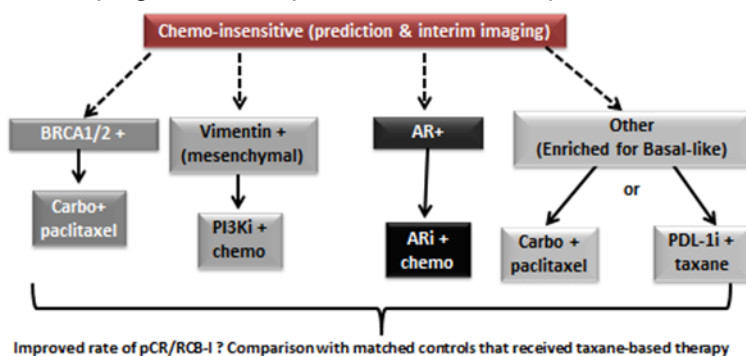 Chemo-insensitive (prediction & interim imaging)
BRCA1/2 +
Vimentin +
(mesenchymal)
AR+
Other
(Enriched for Basal-like)
or
Carbo+
paclitaxel
PI3Ki +
chemo
ARi +
chemo
Carbo +
paclitaxel
PDL-1i +
taxane
Improved rate of pCR/RCB-I ? Comparison with matched controls that received taxane-based therapy